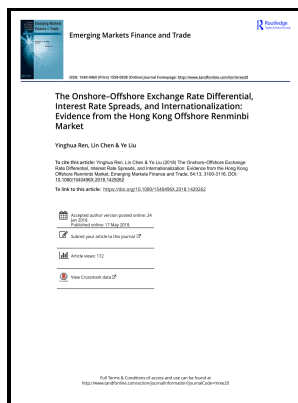 Emerging Markets Finance and Trade
ISSN: 1540-496X (Print) 1558-0938 (Online) Journal homepage: http://www.tandfonline.com/loi/mree20
Routledge
The Onshore–Offshore Exchange Rate Differential,
Interest Rate Spreads, and Internationalization:
Evidence from the Hong Kong Offshore Renminbi
Market
Yinghua Ren, Lin Chen & Ye Liu
To cite this article: Yinghua Ren, Lin Chen & Ye Liu (2018) The Onshore–Offshore Exchange
Rate Differential, Interest Rate Spreads, and Internationalization: Evidence from the Hong Kong
Offshore Renminbi Market, Emerging Markets Finance and Trade, 54:13, 3100-3116, DOI:
10.1080/1540496X.2018.1429262
To link to this article: https://doi.org/10.1080/1540496X.2018.1429262
Accepted author version posted online: 24
Jan 2018.
Published online: 17 May 2018.
Submit your article to this journal
Article views: 172
View Crossmark data
Full Terms & Conditions of access and use can be found at
http://www.tandfonline.com/action/journalInformation?journalCode=mree20